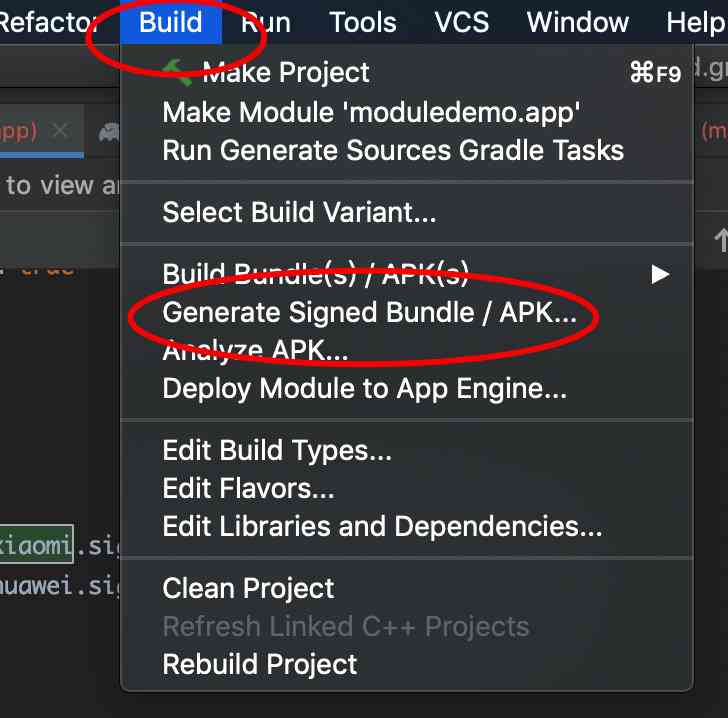 Refactor Build Run Tools VCS Window Help
Make Project ⌘F9
d.gr
Make Module 'moduledemo.app'
app) (m
Run Generate Sources Gradle Tasks
to view a
Select Build Variant...
true
Build Bundle(s) / APK(s)
Generate Signed Bundle / APK...
Analyze APK...
Deploy Module to App Engine...
Edit Build Types...
Edit Flavors...
Edit Libraries and Dependencies...
xiaomi.sig
huawei.sig
Clean Project
Refresh Linked C++ Projects
Rebuild Project